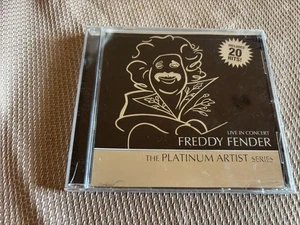 20
HITS!
LIVE IN CONCERT
FREDDY FENDER
THE PLATINUM ARTIST SERIES